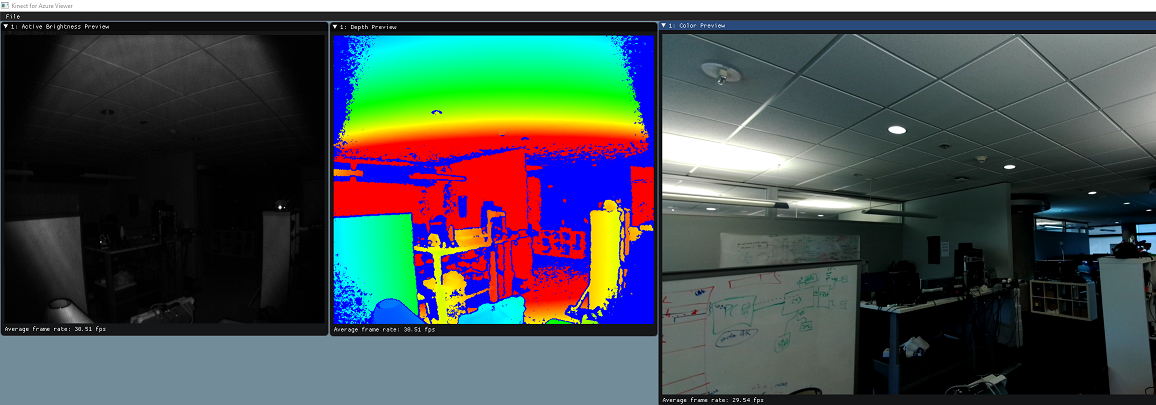 Kinect for Azure Viewer
File
▼ 1: Active Brightness Preview
▼ 1: Depth Preview
▼ 1: Color Preview
Average frame rate: 30.51 fps
Average frame rate: 30.51 fps
Average frame rate: 29.54 fps